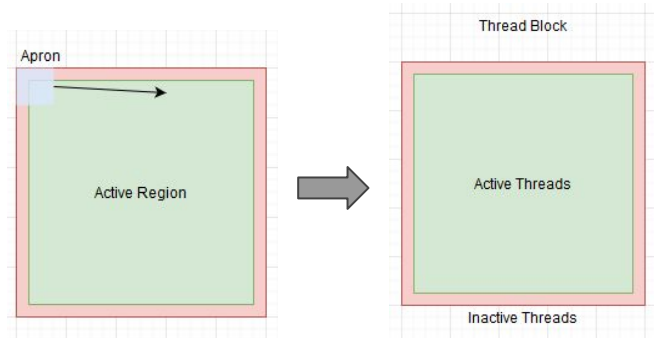 Apron
Active Region
Thread Block
Active Threads
Inactive Threads